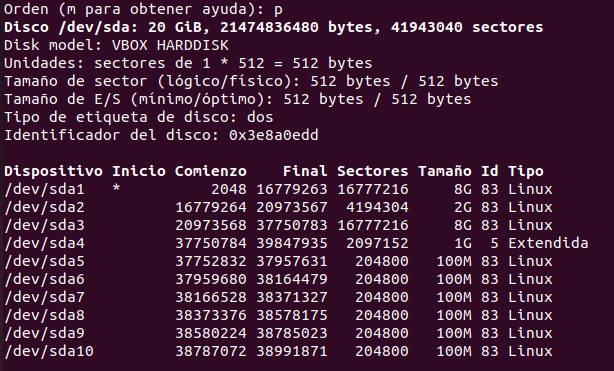 Orden (m para obtener ayuda): p
Disco /dev/sda: 20 GiB, 21474836480 bytes, 41943040 sectores
Disk model: VBOX HARDDISK
Unidades: sectores de 1 * 512 = 512 bytes
Tamaño de sector (lógico/físico): 512 bytes / 512 bytes
Tamaño de E/S (mínimo/óptimo): 512 bytes / 512 bytes
Tipo de etiqueta de disco: dos
Identificador del disco: 0x3e8a0edd

Dispositivo Inicio Comienzo    Final Sectores Tamaño Id Tipo
/dev/sda1   *          2048 16779263 16777216     8G 83 Linux
/dev/sda2          16779264 20973567  4194304     2G 83 Linux
/dev/sda3          20973568 37750783 16777216     8G 83 Linux
/dev/sda4          37750784 39847935  2097152     1G  5 Extendida
/dev/sda5          37752832 37957631   204800   100M 83 Linux
/dev/sda6          37959680 38164479   204800   100M 83 Linux
/dev/sda7          38166528 38371327   204800   100M 83 Linux
/dev/sda8          38373376 38578175   204800   100M 83 Linux
/dev/sda9          38580224 38785023   204800   100M 83 Linux
/dev/sda10         38787072 38991871   204800   100M 83 Linux